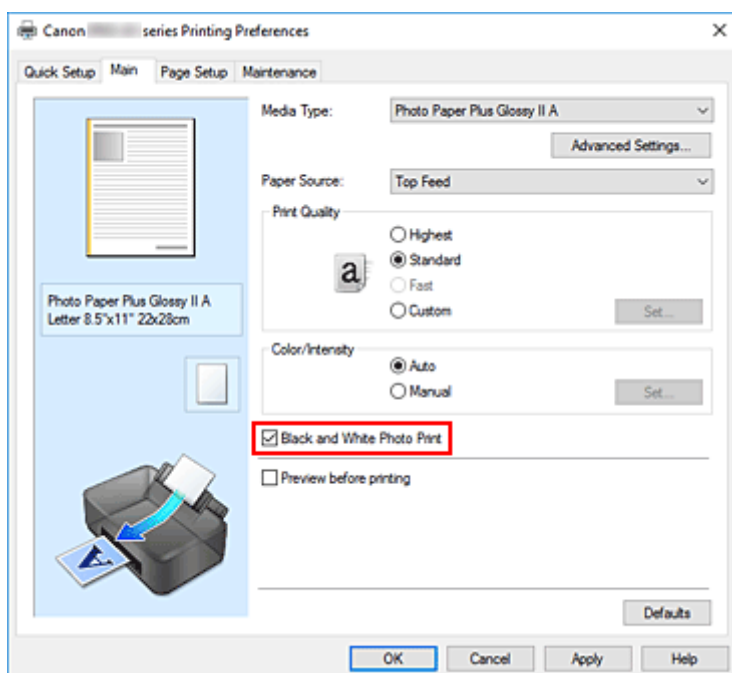 Canon series Printing Preferences
Quick Setup Main Page Setup Maintenance
Media Type: Photo Paper Plus Glossy II A
Advanced Settings...
Paper Source: Top Feed
Print Quality
Highest
a Standard
Fast
Custom Set...
Photo Paper Plus Glossy II A
Letter 8.5"x11" 22x28cm
Color/Intensity
Auto
Manual Set...
Black and White Photo Print
Preview before printing
A
Defaults
OK Cancel Apply Help